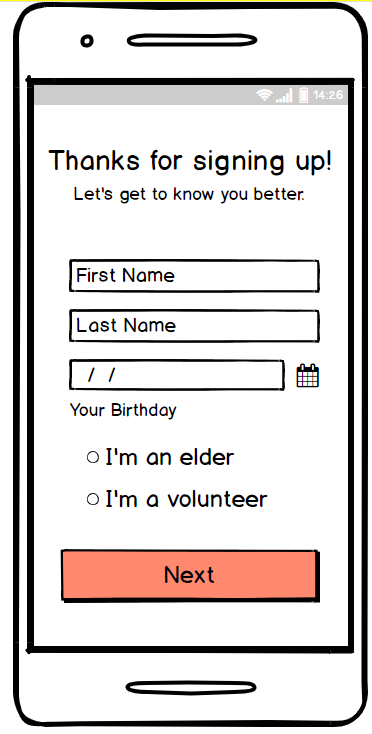 14:26
Thanks for signing up!
Let's get to know you better.
First Name
Last Name
/ /
Your Birthday
I'm an elder
I'm a volunteer
Next